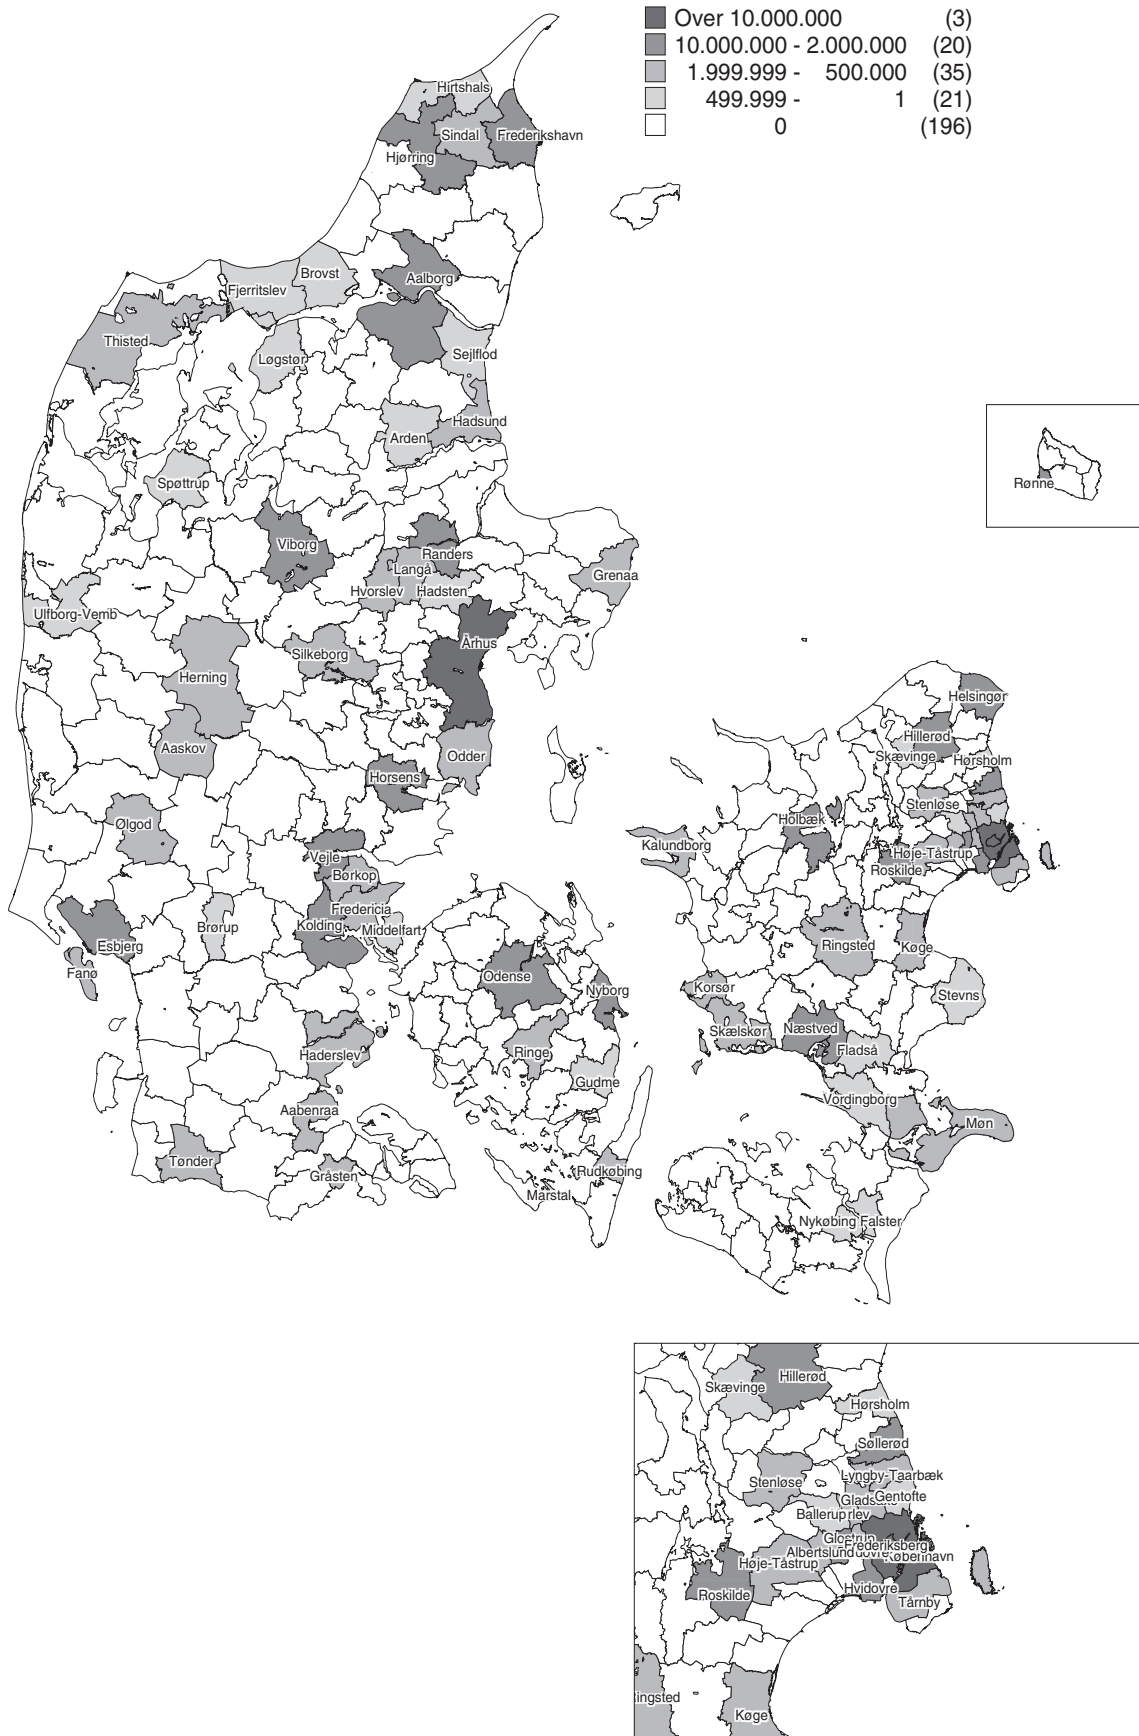 Over 10.000.000 (3)
10.000.000 - 2.000.000 (20)
1.999.999 - 500.000 (35)
499.999 - 1 (21)
0 (196)
Hirtshals
Sindal
Frederikshavn
Hjørring
Brovst
Aalborg
Fjerritslev
Thisted
Løgstør
Sejlflod
Hadsund
Arden
Spøttrup
Rønne
Viborg
Randers
Langå
Grenaa
Hvorslev
Hadsten
Ulfborg-Vemb
Århus
Silkeborg
Herning
Helsingør
Hillerød
Aaskov
Odder
Skævinge
Hørsholm
Horsens
Stenløse
Ølgod
Holbæk
Kalundborg
Vejle
Høje-Tåstrup
Roskilde
Børkop
Fredericia
Kolding
Brørup
Middelfart
Esbjerg
Ringsted
Køge
Fanø
Odense
Nyborg
Korsør
Stevns
Næstved
Skælskør
Haderslev
Ringe
Fladså
Gudme
Vordingborg
Aabenraa
Møn
Tønder
Gråsten
Rudkøbing
Marstal
Nykøbing Falster
Hillerød
Skævinge
Hørsholm
Søllerød
Lyngby-Taarbæk
Stenløse
Gentofte
Ballerup
Frederiksberg
Albertslund
København
Høje-Tåstrup
Hvidovre
Roskilde
Tårnby
ingsted
Køge